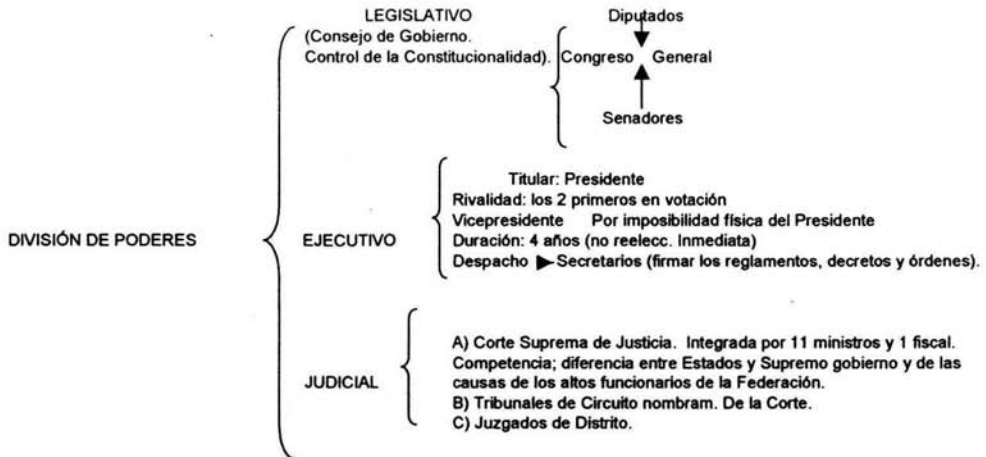 LEGISLATIVO
(Consejo de Gobierno.
Control de la Constitucionalidad).
Diputados
Congreso General
Senadores
DIVISIÓN DE PODERES
EJECUTIVO
Titular: Presidente
Rivalidad: los 2 primeros en votación
Vicepresidente Por imposibilidad física del Presidente
Duración: 4 años (no reelecc. Inmediata)
Despacho Secretarios (firmar los reglamentos, decretos y órdenes).
JUDICIAL
A) Corte Suprema de Justicia. Integrada por 11 ministros y 1 fiscal.
Competencia; diferencia entre Estados y Supremo gobierno y de las
causas de los altos funcionarios de la Federación.
B) Tribunales de Circuito nombram. De la Corte.
C) Juzgados de Distrito.